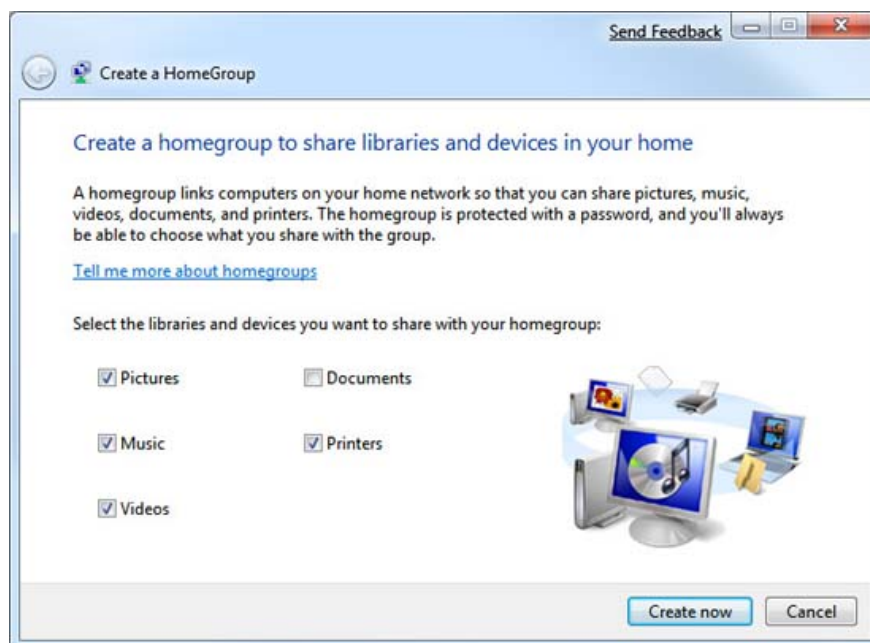 Send Feedback
Create a HomeGroup
Create a homegroup to share libraries and devices in your home
A homegroup links computers on your home network so that you can share pictures, music,
videos, documents, and printers. The homegroup is protected with a password, and you'll always
be able to choose what you share with the group.
Tell me more about homegroups
Select the libraries and devices you want to share with your homegroup:
Pictures Documents
Music Printers
Videos
Create now Cancel